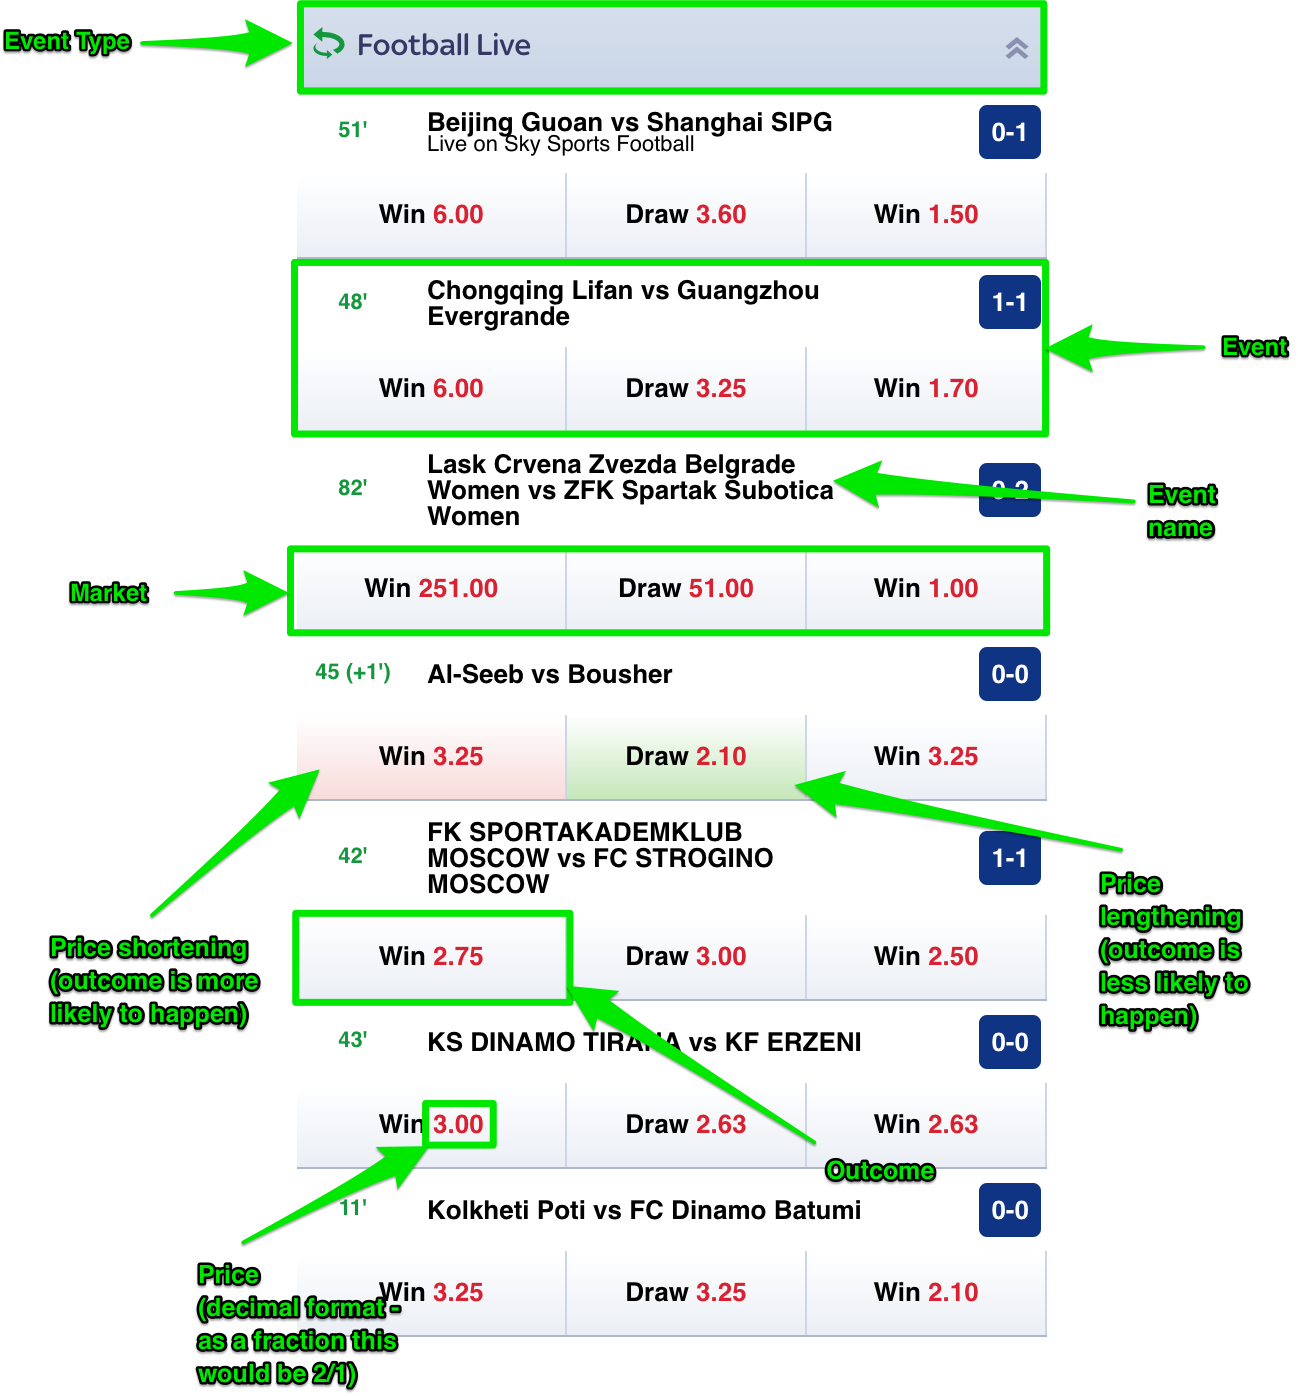 Event Type
Football Live
51'
Beijing Guoan vs Shanghai SIPG
Live on Sky Sports Football
0-1
Win 6.00
Draw 3.60
Win 1.50
48'
Chongqing Lifan vs Guangzhou
Evergrande
1-1
Event
Win 6.00
Draw 3.25
Win 1.70
82'
Lask Crvena Zvezda Belgrade
Women vs ZFK Spartak Subotica
Women
0-2
Event
name
Market
Win 251.00
Draw 51.00
Win 1.00
45 (+1')
Al-Seeb vs Bousher
0-0
Win 3.25
Draw 2.10
Win 3.25
42'
FK SPORTAKADEMKLUB
MOSCOW vs FC STROGINO
MOSCOW
1-1
Price
lengthening
(outcome is
less likely to
happen)
Price shortening
(outcome is more
likely to happen)
Win 2.75
Draw 3.00
Win 2.50
43'
KS DINAMO TIRANA vs KF ERZENI
0-0
Win 3.00
Draw 2.63
Win 2.63
Outcome
11'
Kolkheti Poti vs FC Dinamo Batumi
0-0
Price
(decimal format -
as a fraction this
would be 2/1)
Win 3.25
Draw 3.25
Win 2.10